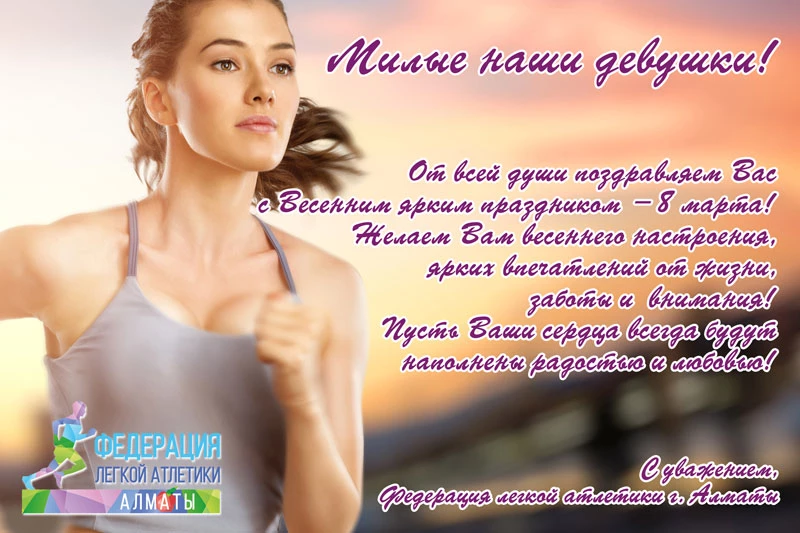 Милые наши девушки!
От всей души поздравляем Вас
с Весенним ярким праздником – 8 марта!
Желаем Вам весеннего настроения,
ярких впечатлений от жизни,
заботы и внимания!
Пусть Ваши сердца всегда будут
наполнены радостью и любовью!
ФЕДЕРАЦИЯ
ЛЕГКОЙ АТЛЕТИКИ
АЛМАТЫ
С уважением,
Федерация легкой атлетики г. Алматы